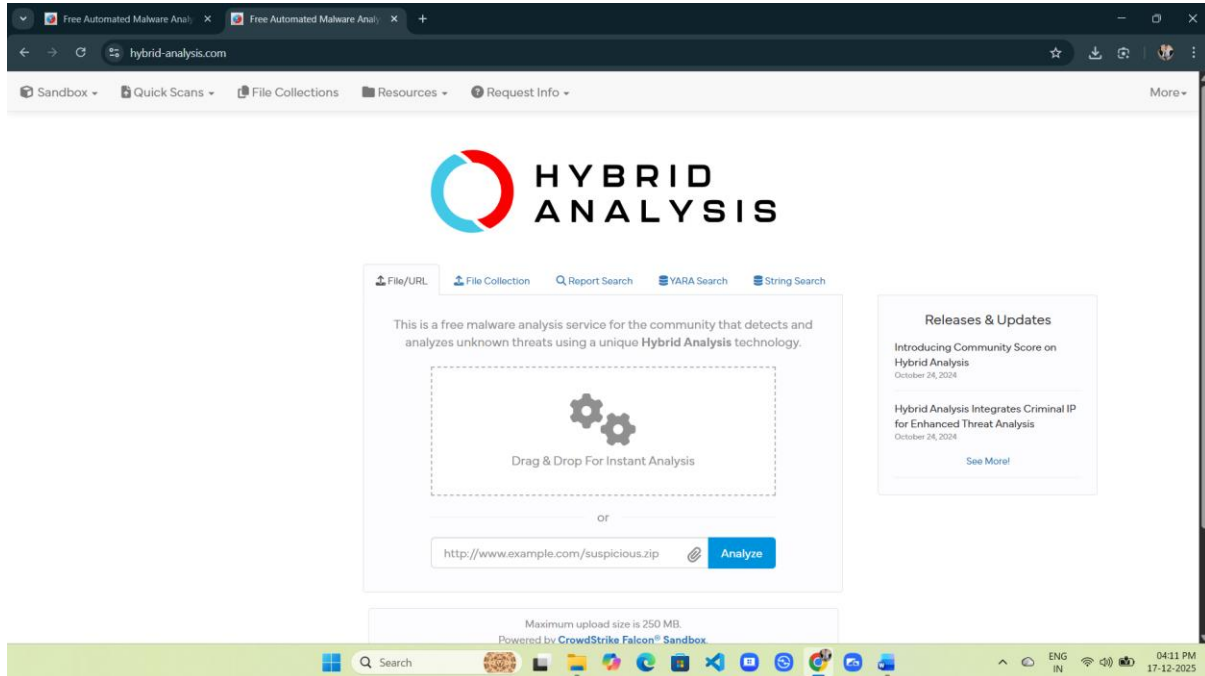 Free Automated Malware Analy
Free Automated Malware Analy
hybrid-analysis.com
Sandbox
Quick Scans
File Collections
Resources
Request Info
More
HYBRID
ANALYSIS
File/URL
File Collection
Report Search
YARA Search
String Search
This is a free malware analysis service for the community that detects and
analyzes unknown threats using a unique Hybrid Analysis technology.
Drag & Drop For Instant Analysis
or
http://www.example.com/suspicious.zip
Analyze
Maximum upload size is 250 MB.
Powered by CrowdStrike Falcon® Sandbox.
Releases & Updates
Introducing Community Score on
Hybrid Analysis
October 24, 2024
Hybrid Analysis Integrates Criminal IP
for Enhanced Threat Analysis
October 24, 2024
See More!
Search
ENG
IN
04:11 PM
17-12-2025